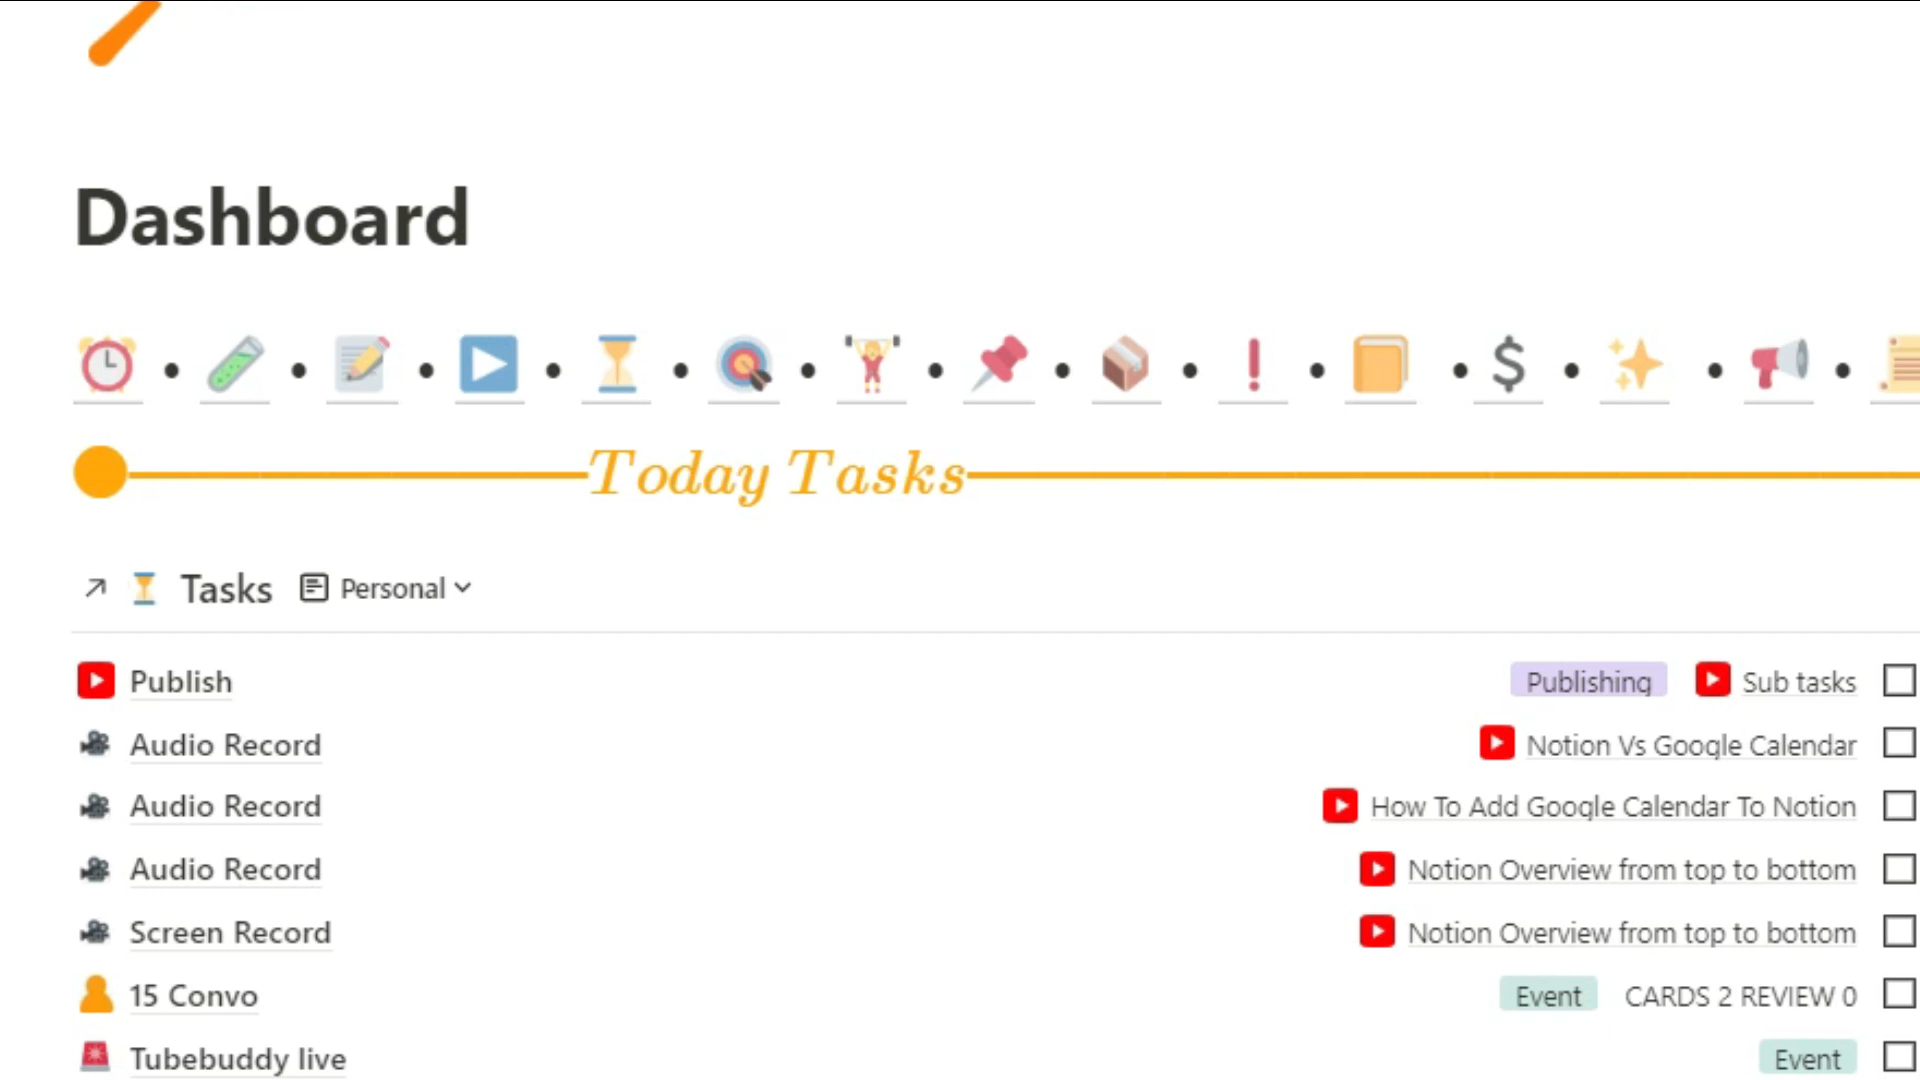 Dashboard
Today Tasks
Tasks Personal
Publish Publishing Sub tasks
Audio Record Notion Vs Google Calendar
Audio Record How To Add Google Calendar To Notion
Audio Record Notion Overview from top to bottom
Screen Record Notion Overview from top to bottom
15 Convo Event CARDS 2 REVIEW 0
Tubebuddy live Event